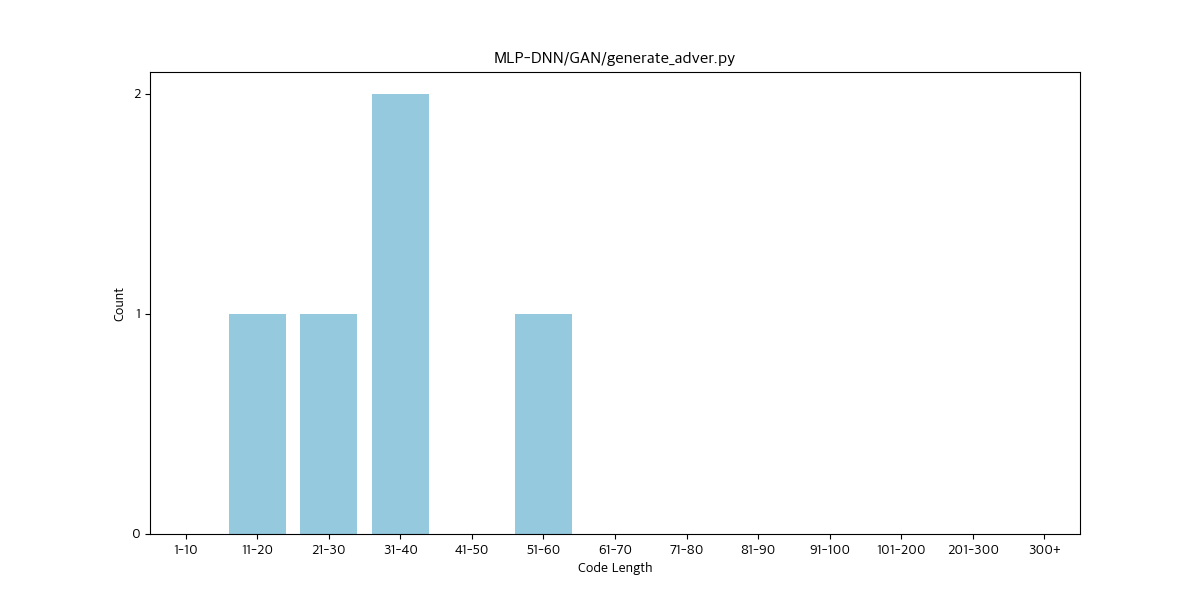 MLP-DNN/GAN/generate_adver.py
2
1
0
Count
1-10 11-20 21-30 31-40 41-50 51-60 61-70 71-80 81-90 91-100 101-200 201-300 300+
Code Length